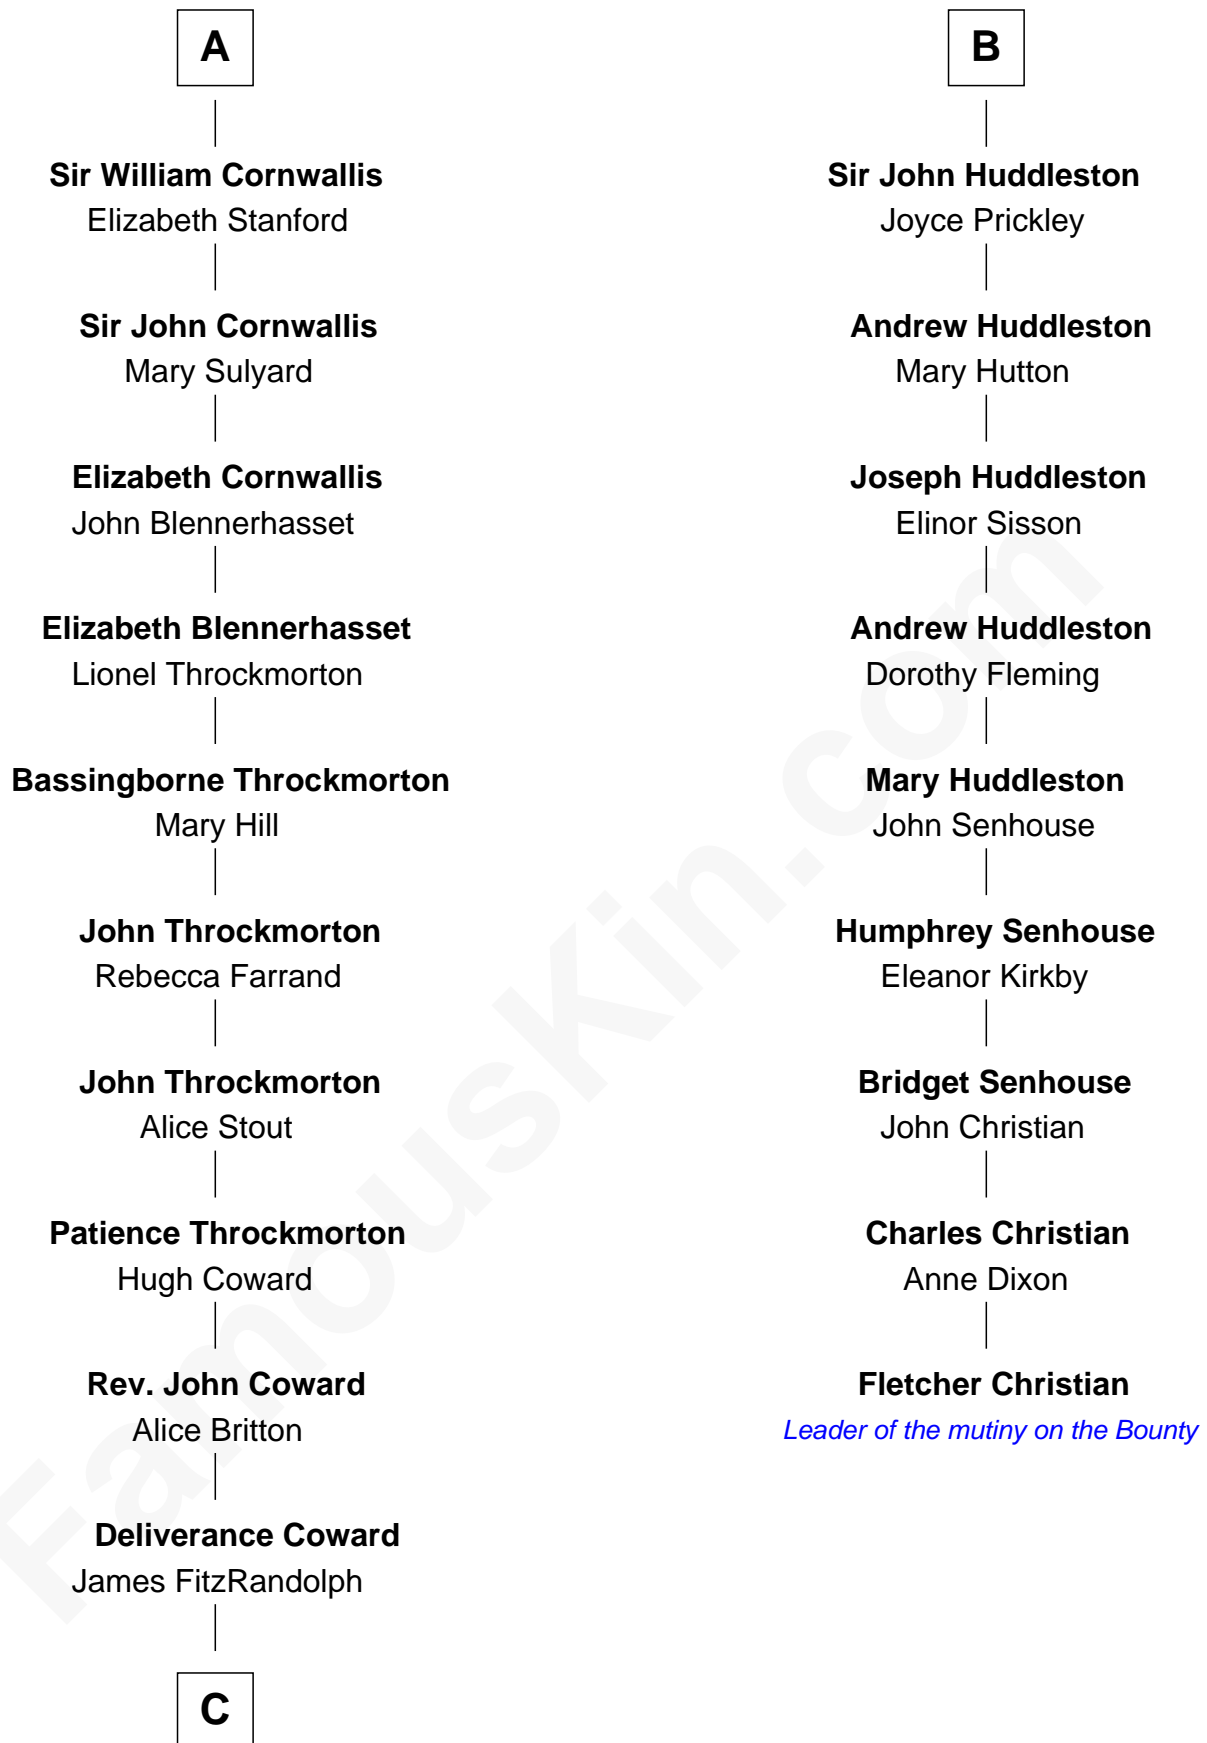 A
Sir William Cornwallis
Elizabeth Stanford
Sir John Cornwallis
Mary Sulyard
Elizabeth Cornwallis
John Blennerhasset
Elizabeth Blennerhasset
Lionel Throckmorton
Bassingborne Throckmorton
Mary Hill
John Throckmorton
Rebecca Farrand
John Throckmorton
Alice Stout
Patience Throckmorton
Hugh Coward
Rev. John Coward
Alice Britton
Deliverance Coward
James FitzRandolph
C
B
Sir John Huddleston
Joyce Prickley
Andrew Huddleston
Mary Hutton
Joseph Huddleston
Elinor Sisson
Andrew Huddleston
Dorothy Fleming
Mary Huddleston
John Senhouse
Humphrey Senhouse
Eleanor Kirkby
Bridget Senhouse
John Christian
Charles Christian
Anne Dixon
Fletcher Christian
Leader of the mutiny on the Bounty
FamousKin.com